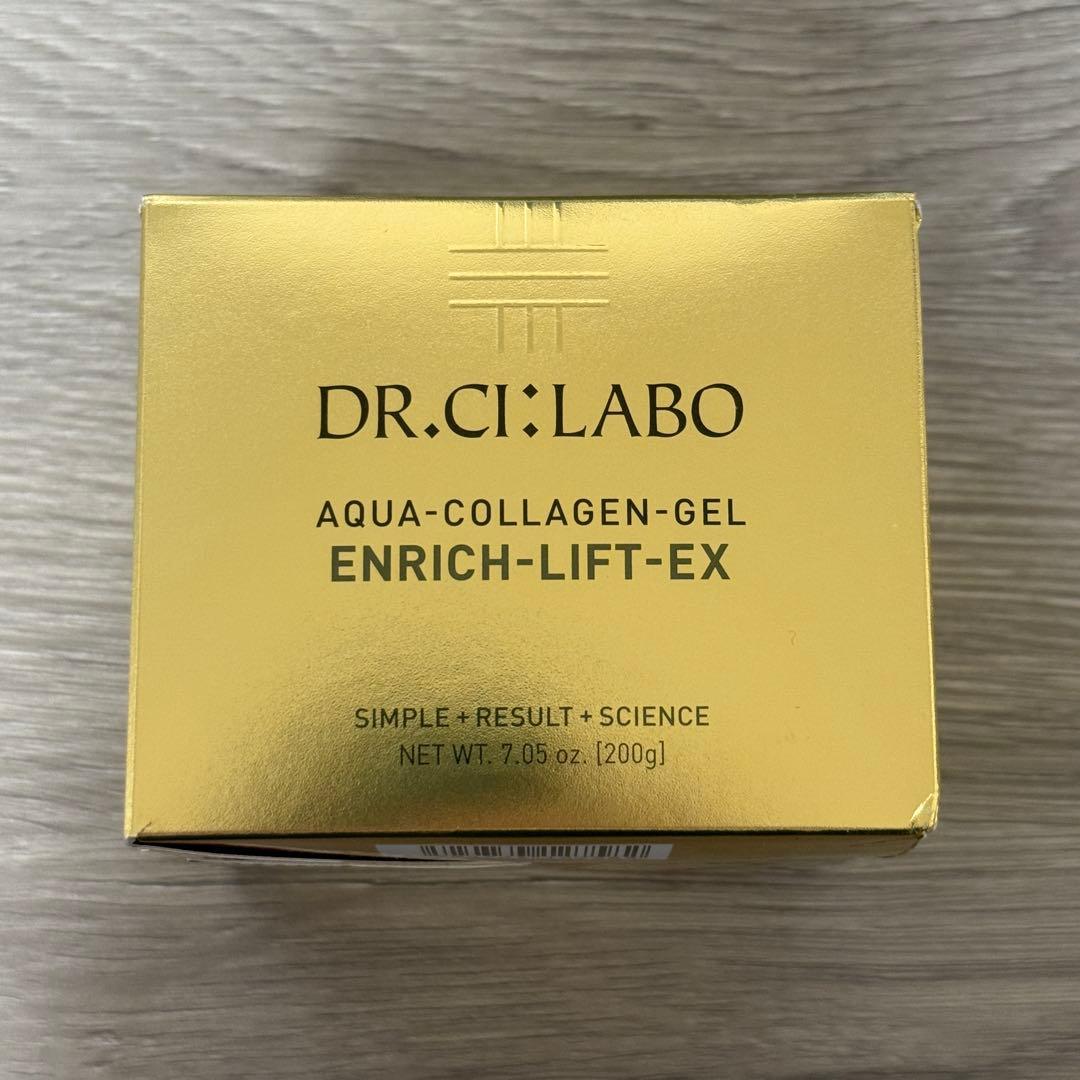 DR.CI:LABO
AQUA-COLLAGEN-GEL
ENRICH-LIFT-EX
SIMPLE + RESULT + SCIENCE
NET WT. 7.05 oz. [200g]